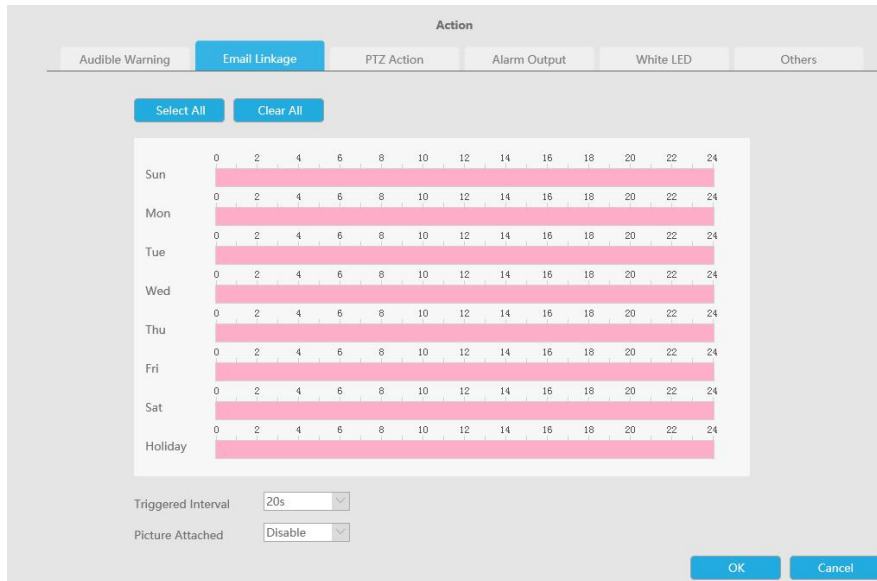 Action
Audible Warning Email Linkage PTZ Action Alarm Output White LED Others
Select All Clear All
0 2 4 6 8 10 12 14 16 18 20 22 24
Sun
0 2 4 6 8 10 12 14 16 18 20 22 24
Mon
0 2 4 6 8 10 12 14 16 18 20 22 24
Tue
0 2 4 6 8 10 12 14 16 18 20 22 24
Wed
0 2 4 6 8 10 12 14 16 18 20 22 24
Thu
0 2 4 6 8 10 12 14 16 18 20 22 24
Fri
0 2 4 6 8 10 12 14 16 18 20 22 24
Sat
0 2 4 6 8 10 12 14 16 18 20 22 24
Holiday
Triggered Interval 20s
Picture Attached Disable
OK Cancel